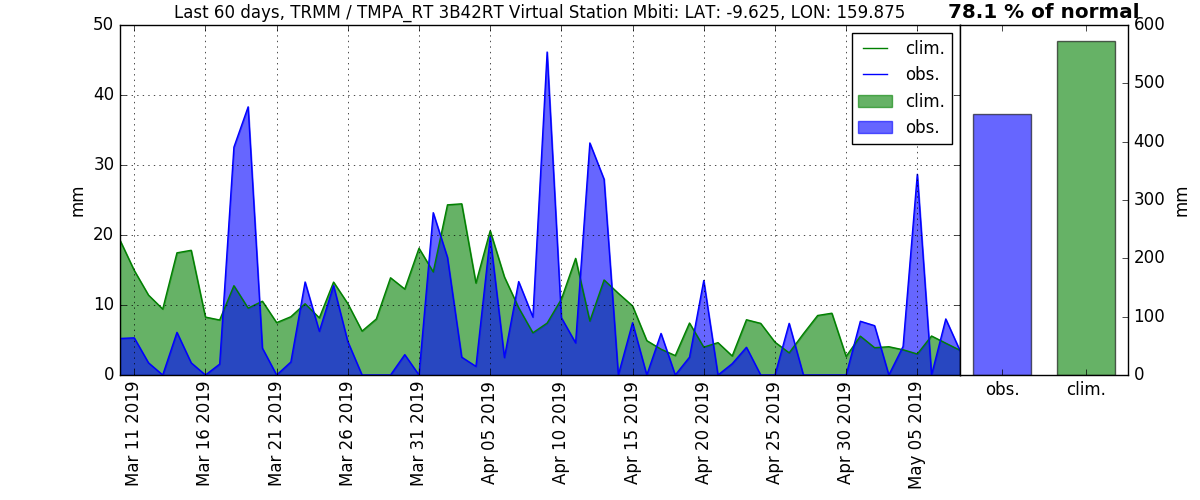 Last 60 days, TRMM / TMPA_RT 3B42RT Virtual Station Mbiti: LAT: -9.625, LON: 159.875
78.1 % of normal
50
40
30
20
10
0
mm
clim.
obs.
clim.
obs.
600
500
400
300
200
100
0
mm
Mar 11 2019
Mar 16 2019
Mar 21 2019
Mar 26 2019
Mar 31 2019
Apr 05 2019
Apr 10 2019
Apr 15 2019
Apr 20 2019
Apr 25 2019
Apr 30 2019
May 05 2019
obs.
clim.